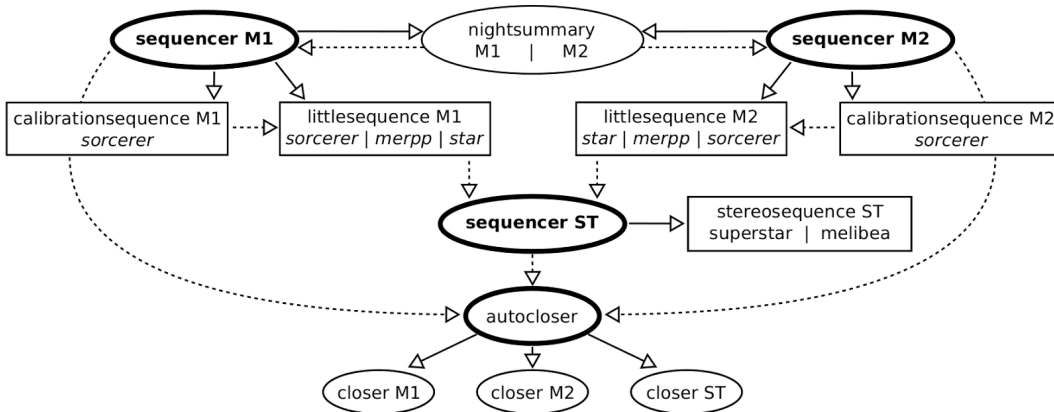 sequencer M1
nightsummary
M1 | M2
sequencer M2
calibrationsequence M1
sorcerer
littlesequence M1
sorcerer | merpp | star
littlesequence M2
star | merpp | sorcerer
calibrationsequence M2
sorcerer
sequencer ST
stereosequence ST
superstar | melibea
autocloser
closer M1
closer M2
closer ST